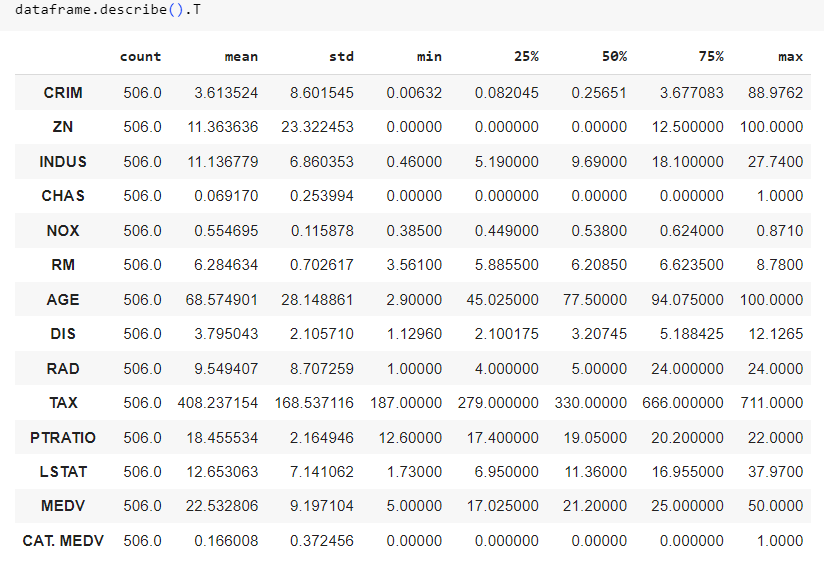 dataframe.describe().T
count mean std min 25% 50% 75% max
CRIM 506.0 3.613524 8.601545 0.00632 0.082045 0.25651 3.677083 88.9762
ZN 506.0 11.363636 23.322453 0.00000 0.000000 0.00000 12.500000 100.0000
INDUS 506.0 11.136779 6.860353 0.46000 5.190000 9.69000 18.100000 27.7400
CHAS 506.0 0.069170 0.253994 0.00000 0.000000 0.00000 0.000000 1.0000
NOX 506.0 0.554695 0.115878 0.38500 0.449000 0.53800 0.624000 0.8710
RM 506.0 6.284634 0.702617 3.56100 5.885500 6.20850 6.623500 8.7800
AGE 506.0 68.574901 28.148861 2.90000 45.025000 77.50000 94.075000 100.0000
DIS 506.0 3.795043 2.105710 1.12960 2.100175 3.20745 5.188425 12.1265
RAD 506.0 9.549407 8.707259 1.00000 4.000000 5.00000 24.000000 24.0000
TAX 506.0 408.237154 168.537116 187.00000 279.000000 330.00000 666.000000 711.0000
PTRATIO 506.0 18.455534 2.164946 12.60000 17.400000 19.05000 20.200000 22.0000
LSTAT 506.0 12.653063 7.141062 1.73000 6.950000 11.36000 16.955000 37.9700
MEDV 506.0 22.532806 9.197104 5.00000 17.025000 21.20000 25.000000 50.0000
CAT. MEDV 506.0 0.166008 0.372456 0.00000 0.000000 0.00000 0.000000 1.0000